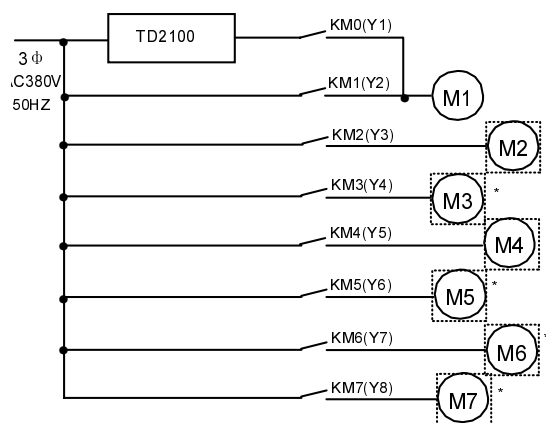 TD2100
KM0(Y1)
3 Φ
AC380V
50HZ
KM1(Y2)
M1
KM2(Y3)
M2
KM3(Y4)
M3 *
KM4(Y5)
M4
KM5(Y6)
M5 *
KM6(Y7)
M6 *
KM7(Y8)
M7 *